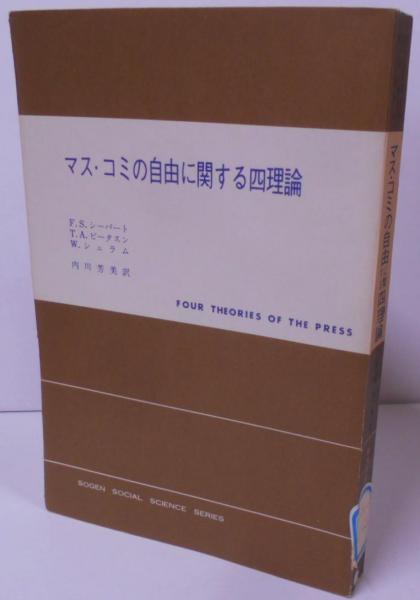 マス・コミの自由に関する四理論
F.S.シーバート
T.A.ピータスン
W.シュラム
内川芳美訳
FOUR THEORIES OF THE PRESS
SOGEN SOCIAL SCIENCE SERIES
マス・コミの自由に関する四理論